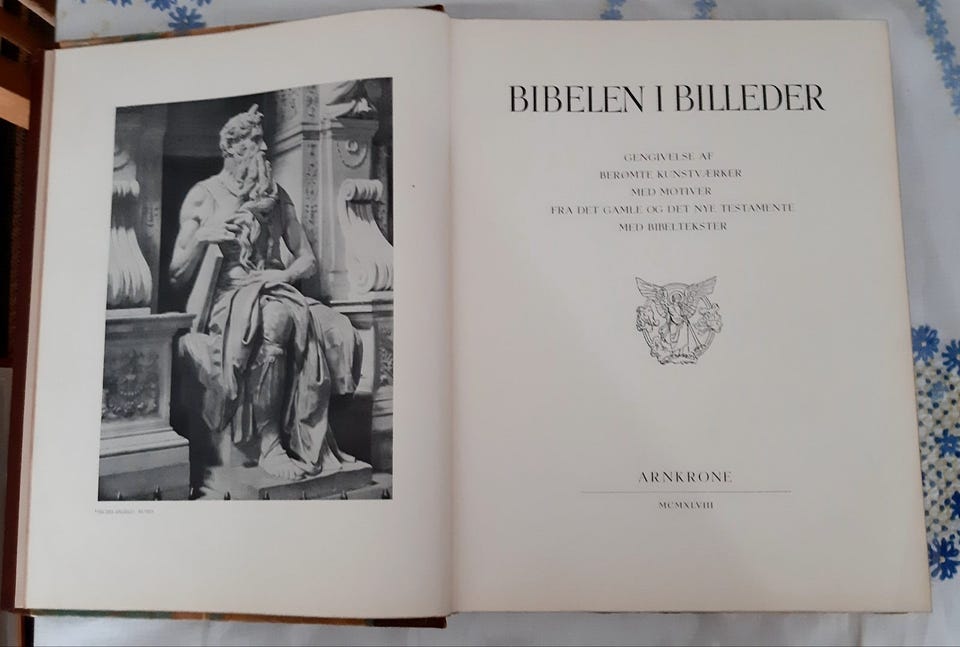 BIBELEN I BILLEDER
GENGIVELSE AF
BERØMTE KUNSTVÆRKER
MED MOTIVER
FRA DET GAMLE OG DET NYE TESTAMENTE
MED BIBELTEKSTER
ARNKRONE
MCMXLVIII